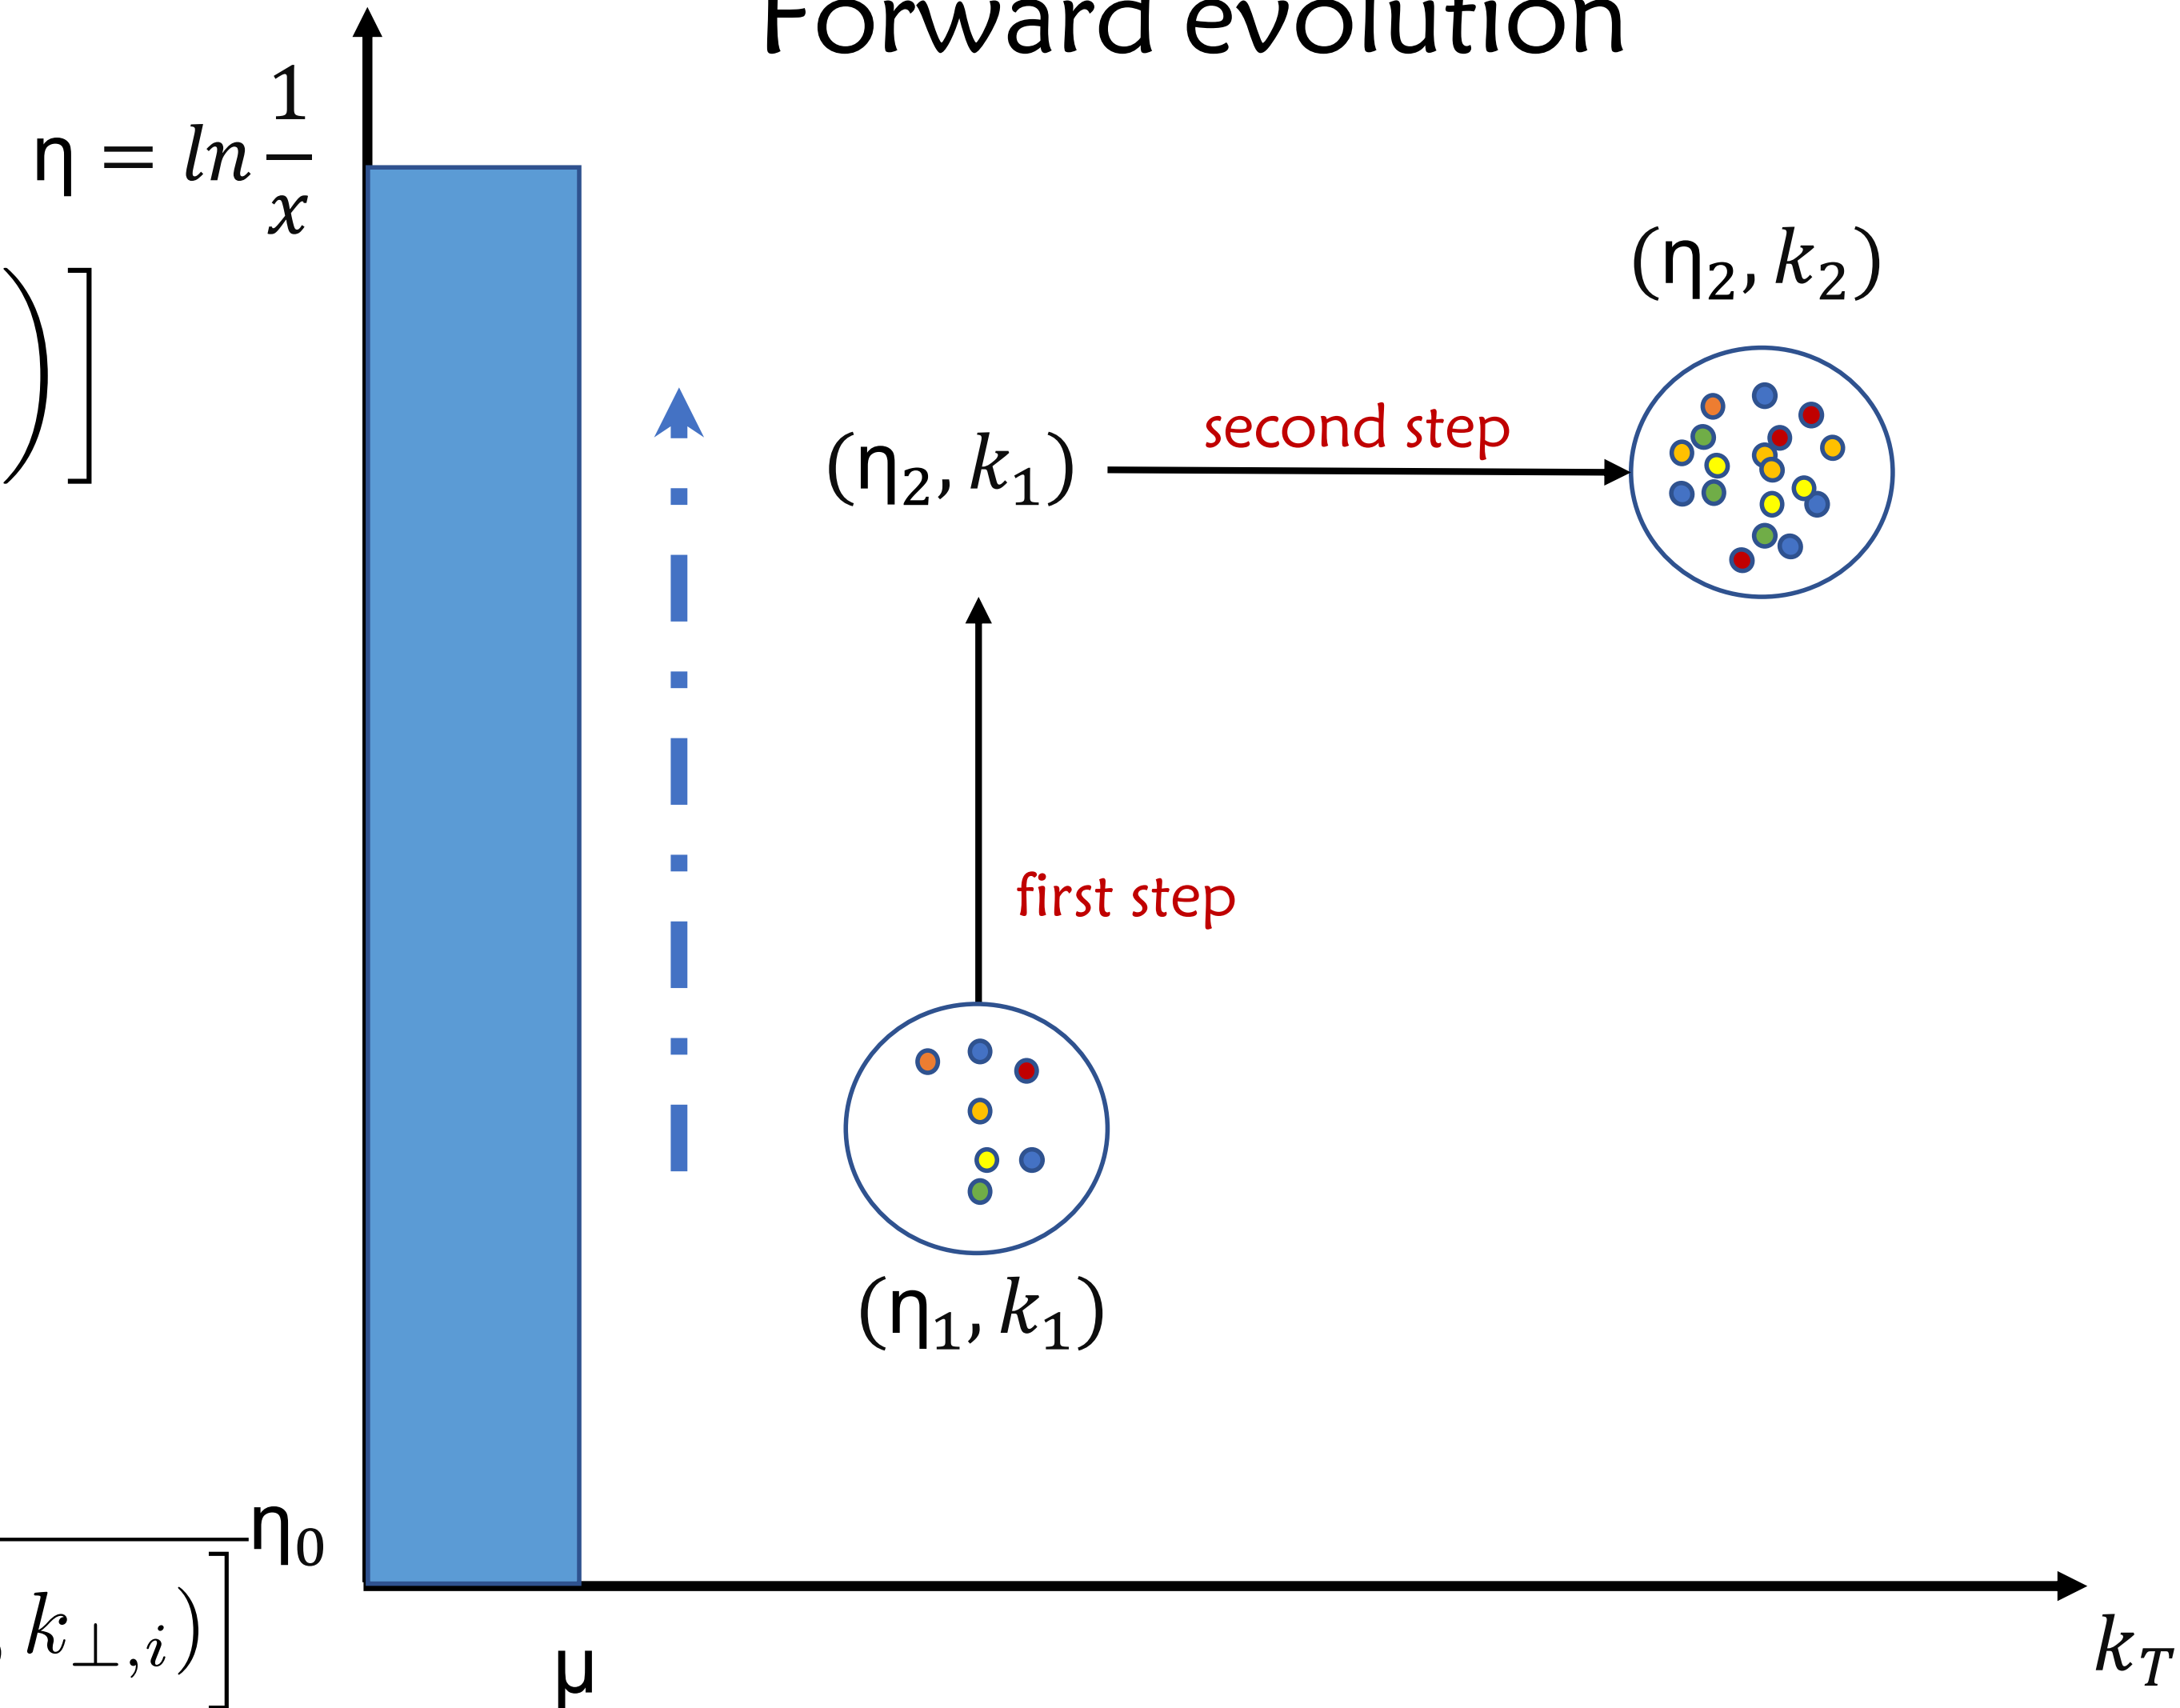 Forward evolution
η = ln 1/x
)]
(η₂, k₂)
second step
(η₂, k₁)
first step
(η₁, k₁)
η₀
, k⊥,i)]
μ
k_T